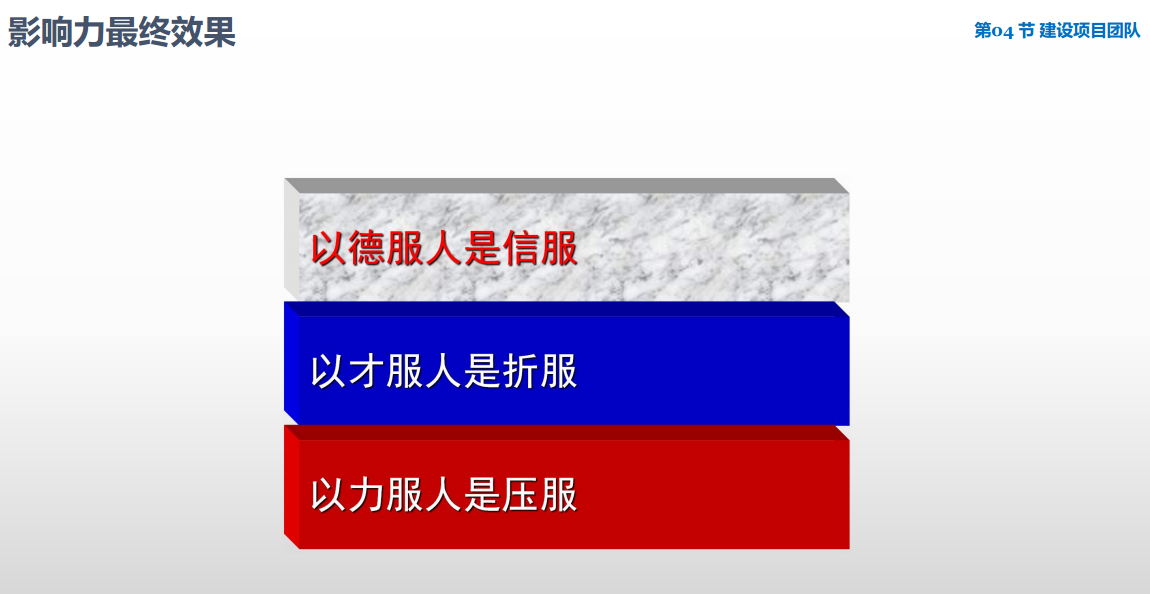 影响力最终效果
第04 节 建设项目团队
以德服人是信服
以才服人是折服
以力服人是压服